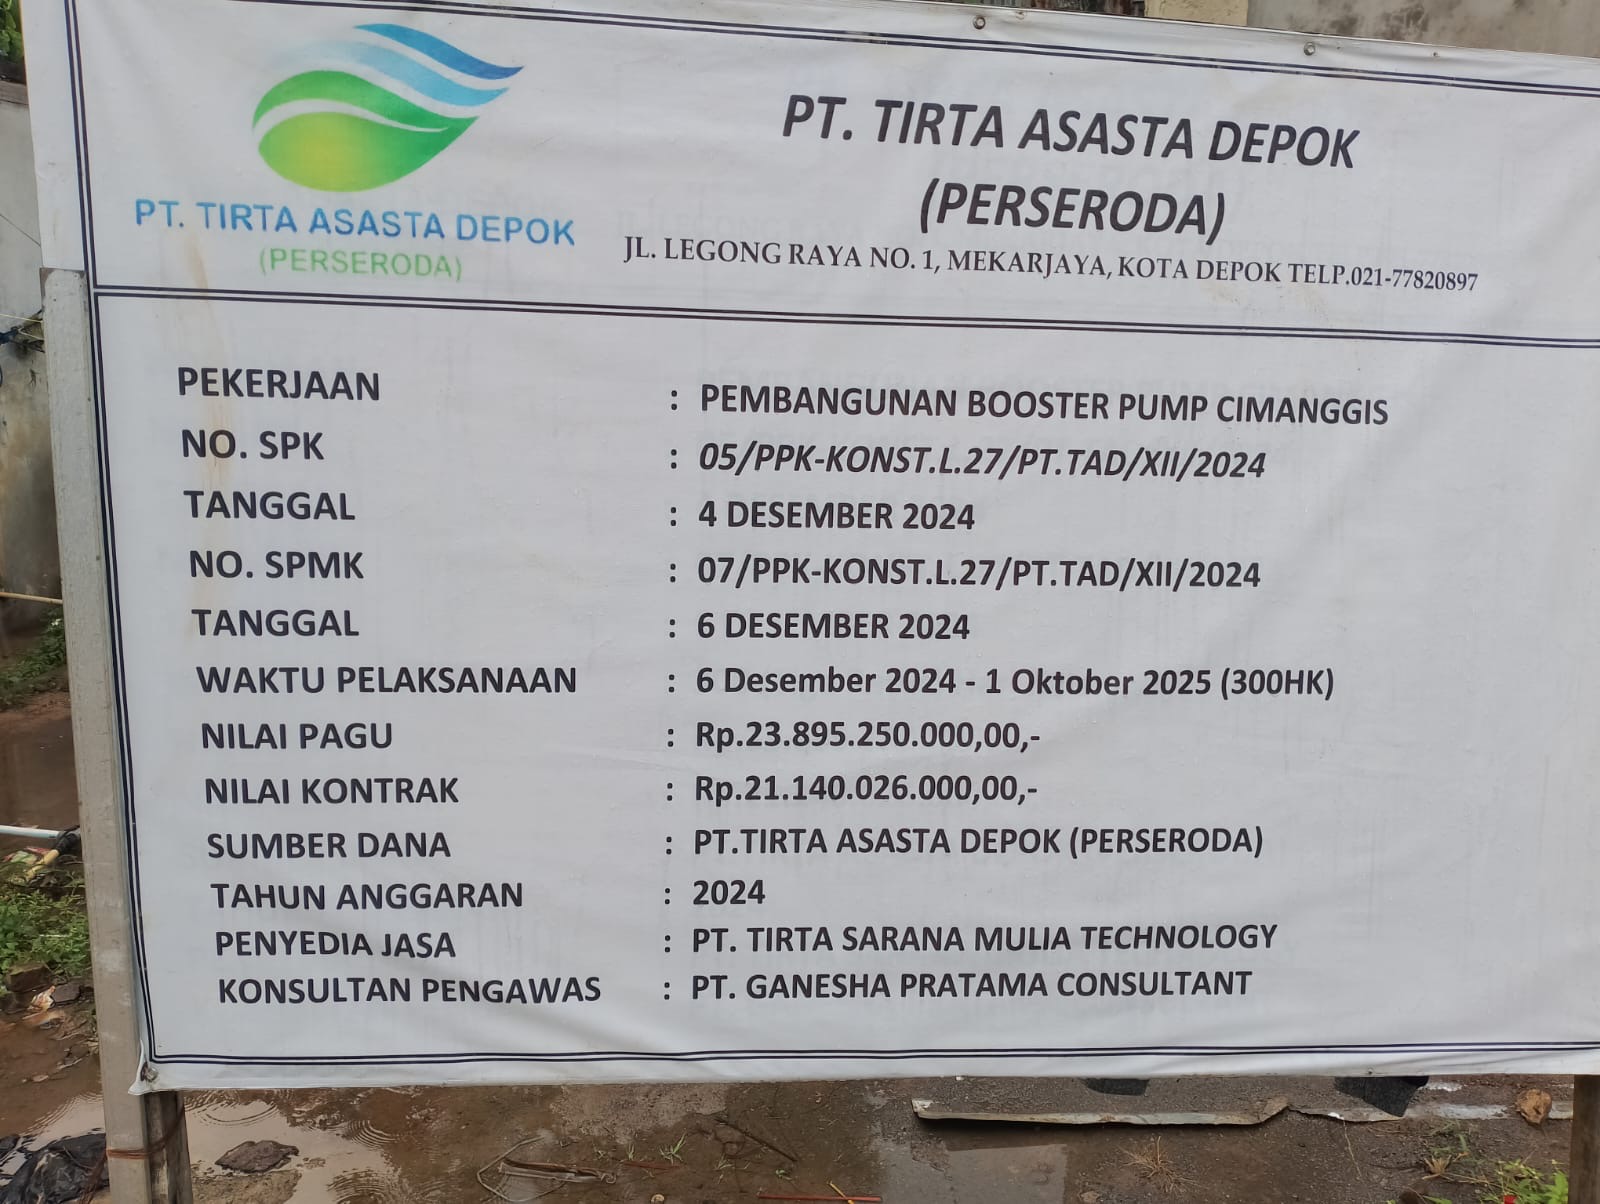 PT. TIRTA ASASTA DEPOK
(PERSERODA)
PT. TIRTA ASASTA DEPOK
(PERSERODA)
JL. LEGONG RAYA NO. 1, MEKARJAYA, KOTA DEPOK TELP.021-77820897
PEKERJAAN : PEMBANGUNAN BOOSTER PUMP CIMANGGIS
NO. SPK : 05/PPK-KONST.L.27/PT.TAD/XII/2024
TANGGAL : 4 DESEMBER 2024
NO. SPMK : 07/PPK-KONST.L.27/PT.TAD/XII/2024
TANGGAL : 6 DESEMBER 2024
WAKTU PELAKSANAAN : 6 Desember 2024 - 1 Oktober 2025 (300HK)
NILAI PAGU : Rp.23.895.250.000,00,-
NILAI KONTRAK : Rp.21.140.026.000,00,-
SUMBER DANA : PT.TIRTA ASASTA DEPOK (PERSERODA)
TAHUN ANGGARAN : 2024
PENYEDIA JASA : PT. TIRTA SARANA MULIA TECHNOLOGY
KONSULTAN PENGAWAS : PT. GANESHA PRATAMA CONSULTANT